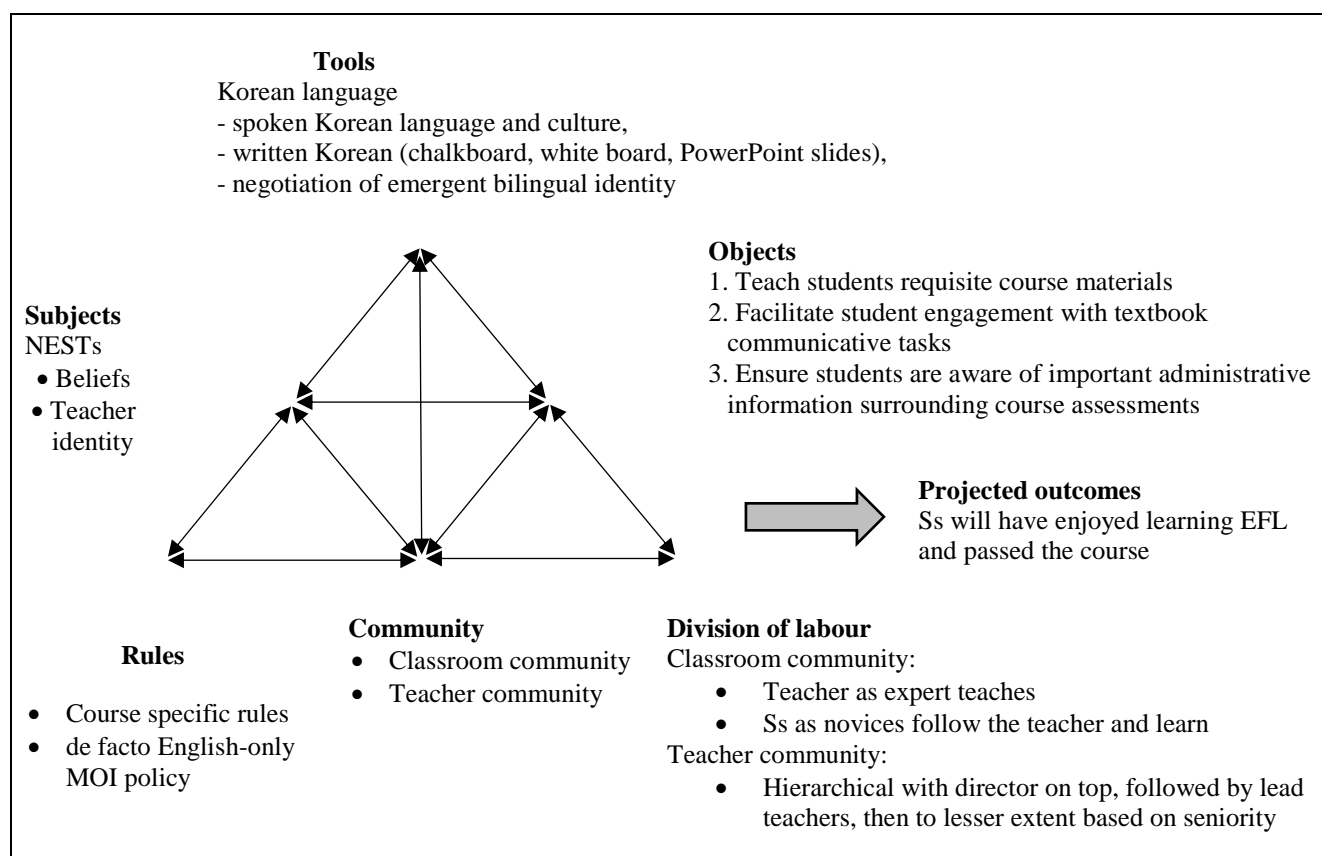 Tools
Korean language
- spoken Korean language and culture,
- written Korean (chalkboard, white board, PowerPoint slides),
- negotiation of emergent bilingual identity
Subjects
NESTs
• Beliefs
• Teacher
identity
Objects
1. Teach students requisite course materials
2. Facilitate student engagement with textbook
communicative tasks
3. Ensure students are aware of important administrative
information surrounding course assessments
Projected outcomes
Ss will have enjoyed learning EFL
and passed the course
Rules
• Course specific rules
• de facto English-only
MOI policy
Community
• Classroom community
• Teacher community
Division of labour
Classroom community:
• Teacher as expert teaches
• Ss as novices follow the teacher and learn
Teacher community:
• Hierarchical with director on top, followed by lead
teachers, then to lesser extent based on seniority